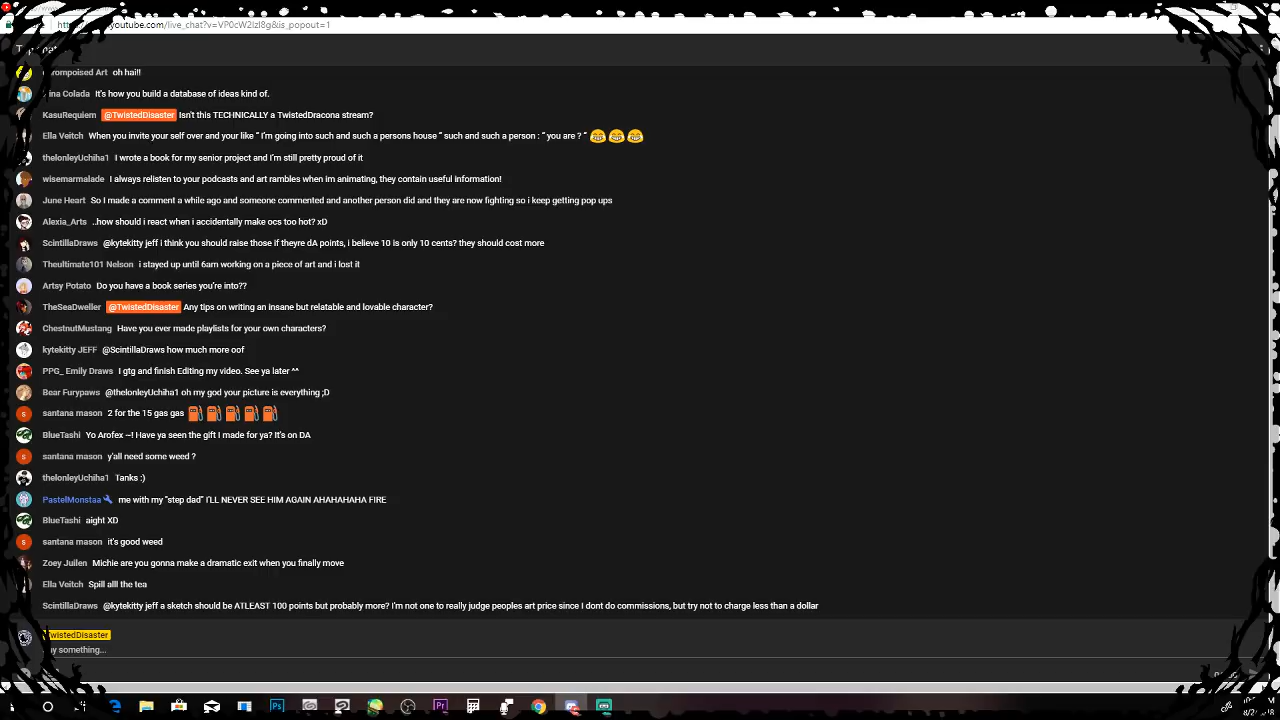 youtube.com/live_chat?v=VP0cW2IzI8g&is_popout=1
Art oh hai!!
Colada It's how you build a database of ideas kind of.
KasuRequiem @TwistedDisaster Isn't this TECHNICALLY a TwistedDracona stream?
Ella Veitch When you invite your self over and your like " I'm going into such and such a persons house " such and such a person : " you are ? " 😂😂😂
thelonleyUchiha1 I wrote a book for my senior project and I'm still pretty proud of it
wisemarmalade I always relisten to your podcasts and art rambles when im animating, they contain useful information!
June Heart So I made a comment a while ago and someone commented and another person did and they are now fighting so i keep getting pop ups
Alexia_Arts ..how should i react when i accidentally make ocs too hot? xD
ScintillaDraws @kytekitty jeff i think you should raise those if theyre dA points, i believe 10 is only 10 cents? they should cost more
Theultimate101 Nelson i stayed up until 6am working on a piece of art and i lost it
Artsy Potato Do you have a book series you're into??
TheSeaDweller @TwistedDisaster Any tips on writing an insane but relatable and lovable character?
ChestnutMustang Have you ever made playlists for your own characters?
kytekitty JEFF @ScintillaDraws how much more oof
PPG_ Emily Draws I gtg and finish Editing my video. See ya later ^^
Bear Furypaws @thelonleyUchiha1 oh my god your picture is everything ;D
santana mason 2 for the 15 gas gas ⛽⛽⛽⛽⛽
BlueTashi Yo Arofex ~! Have ya seen the gift I made for ya? It's on DA
santana mason y'all need some weed ?
thelonleyUchiha1 Tanks :)
PastelMonstaa me with my "step dad" I'LL NEVER SEE HIM AGAIN AHAHAHAHA FIRE
BlueTashi aight XD
santana mason it's good weed
Zoey Juilen Michie are you gonna make a dramatic exit when you finally move
Ella Veitch Spill alll the tea
ScintillaDraws @kytekitty jeff a sketch should be ATLEAST 100 points but probably more? I'm not one to really judge peoples art price since I dont do commissions, but try not to charge less than a dollar
TwistedDisaster
something...